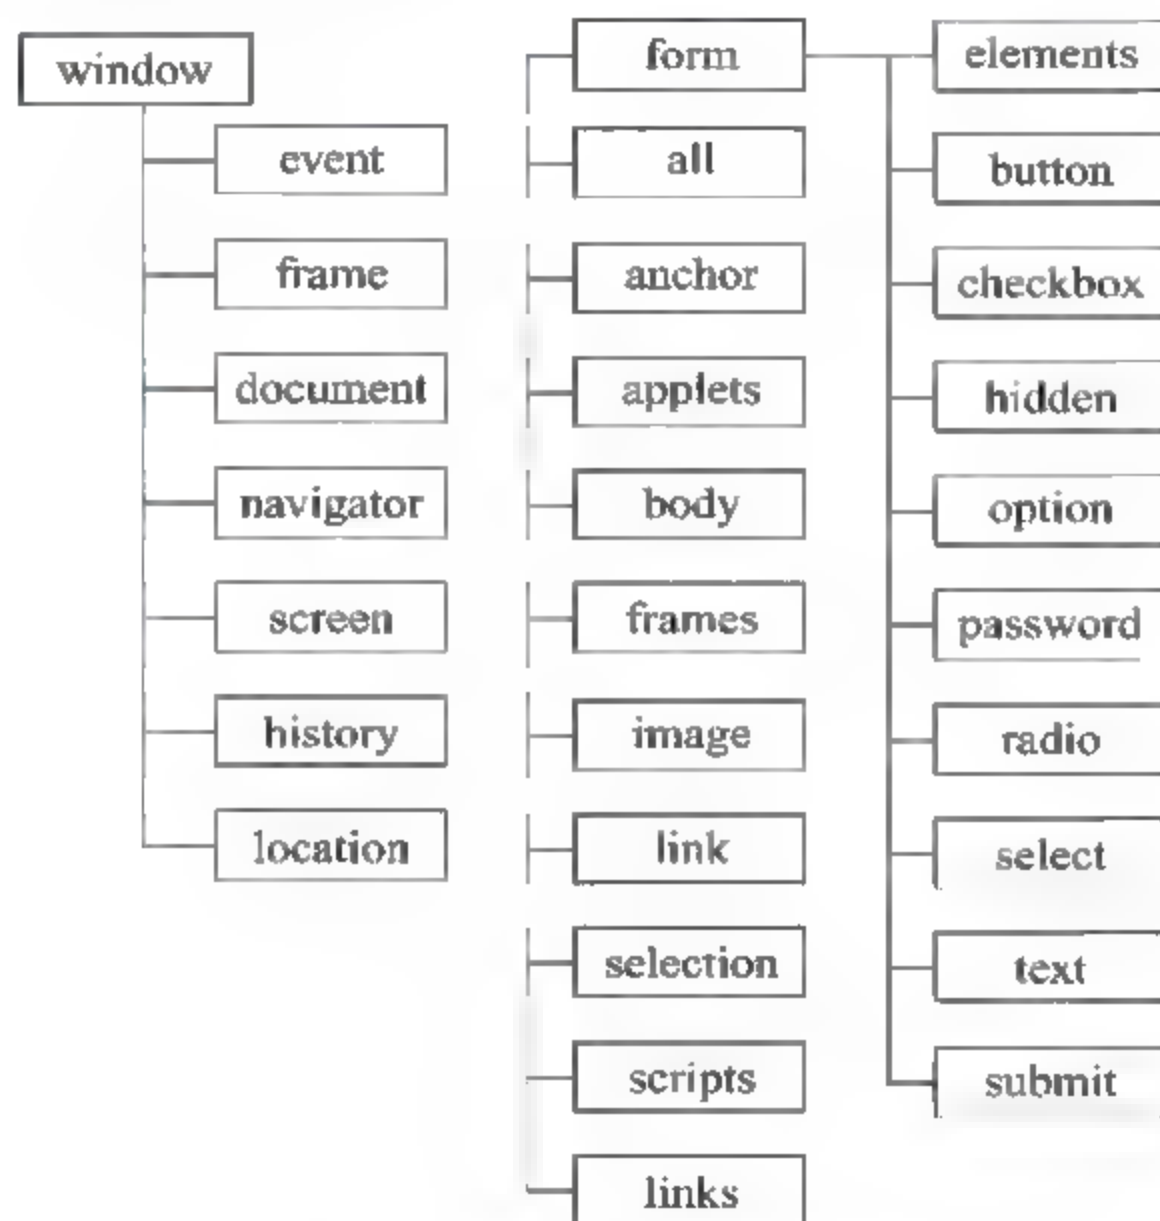 window
event
frame
document
navigator
screen
history
location
form
all
anchor
applets
body
frames
image
link
selection
scripts
links
elements
button
checkbox
hidden
option
password
radio
select
text
submit